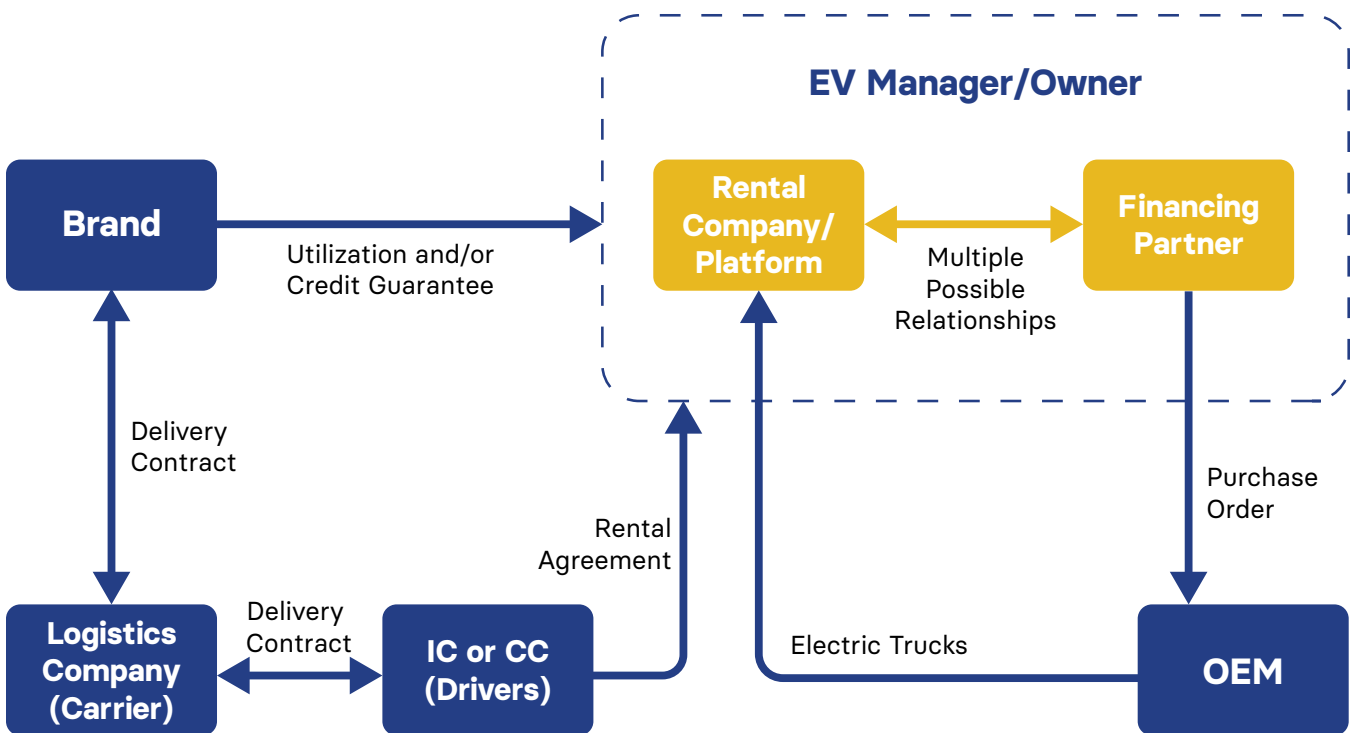 EV Manager/Owner
Brand
Utilization and/or
Credit Guarantee
Rental
Company/
Platform
Multiple
Possible
Relationships
Financing
Partner
Delivery
Contract
Purchase
Order
Rental
Agreement
Logistics
Company
(Carrier)
Delivery
Contract
IC or CC
(Drivers)
Electric Trucks
OEM